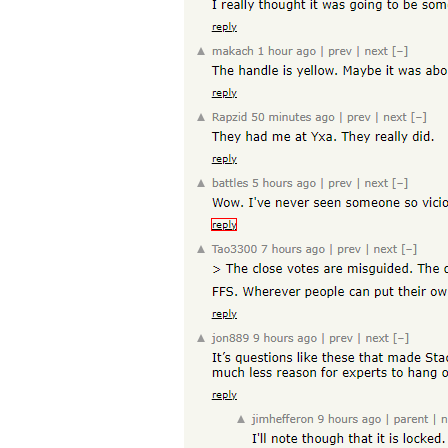 I really thought it was going to be som
reply
▲ makach 1 hour ago | prev | next [–]
The handle is yellow. Maybe it was abo
reply
▲ Rapzid 50 minutes ago | prev | next [–]
They had me at Yxa. They really did.
reply
▲ battles 5 hours ago | prev | next [–]
Wow. I've never seen someone so vicio
reply
▲ Tao3300 7 hours ago | prev | next [–]
> The close votes are misguided. The
FFS. Wherever people can put their ow
reply
▲ jon889 9 hours ago | prev | next [–]
It's questions like these that made Sta
much less reason for experts to hang
reply
▲ jimhefferon 9 hours ago | parent | n
I'll note though that it is locked.